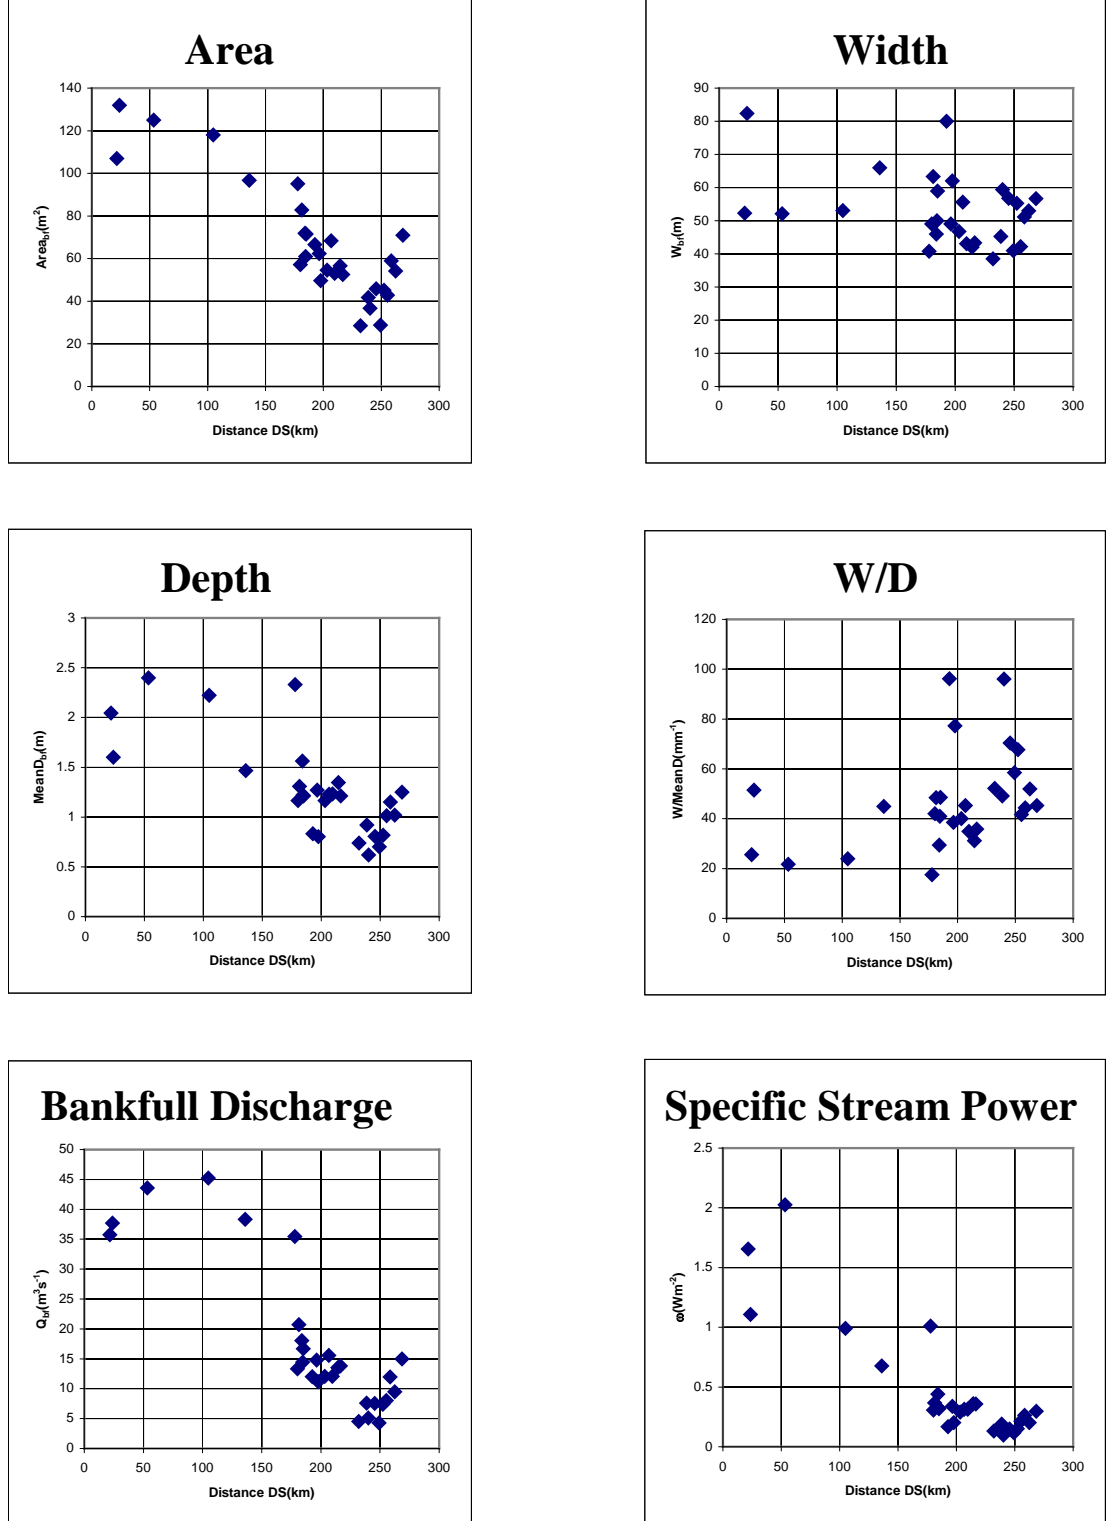 Area
140
120
100
80
60
40
20
0
Area_bf(m²)
0 50 100 150 200 250 300
Distance DS(km)
Width
90
80
70
60
50
40
30
20
10
0
W_bf(m)
0 50 100 150 200 250 300
Distance DS(km)
Depth
3
2.5
2
1.5
1
0.5
0
MeanD_bf(m)
0 50 100 150 200 250 300
Distance DS(km)
W/D
120
100
80
60
40
20
0
W/MeanD(mm⁻¹)
0 50 100 150 200 250 300
Distance DS(km)
Bankfull Discharge
50
45
40
35
30
25
20
15
10
5
0
Q_bf(m³s⁻¹)
0 50 100 150 200 250 300
Distance DS(km)
Specific Stream Power
2.5
2
1.5
1
0.5
0
ω(Wm⁻²)
0 50 100 150 200 250 300
Distance DS(km)